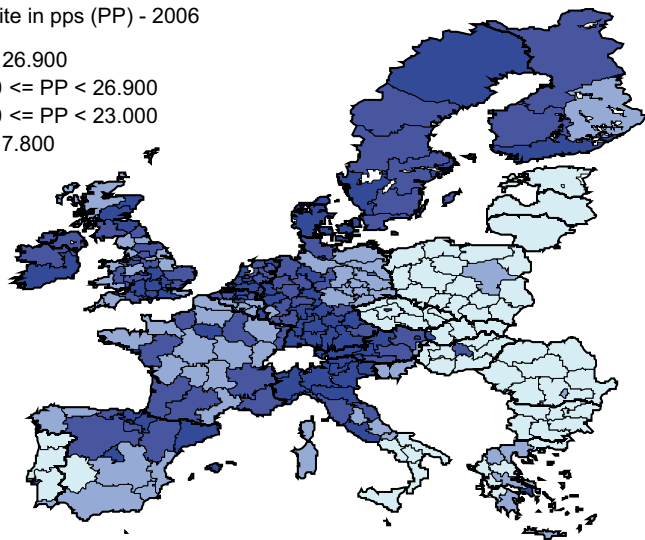 ite in pps (PP) - 2006
26.900
<= PP < 26.900
<= PP < 23.000
7.800